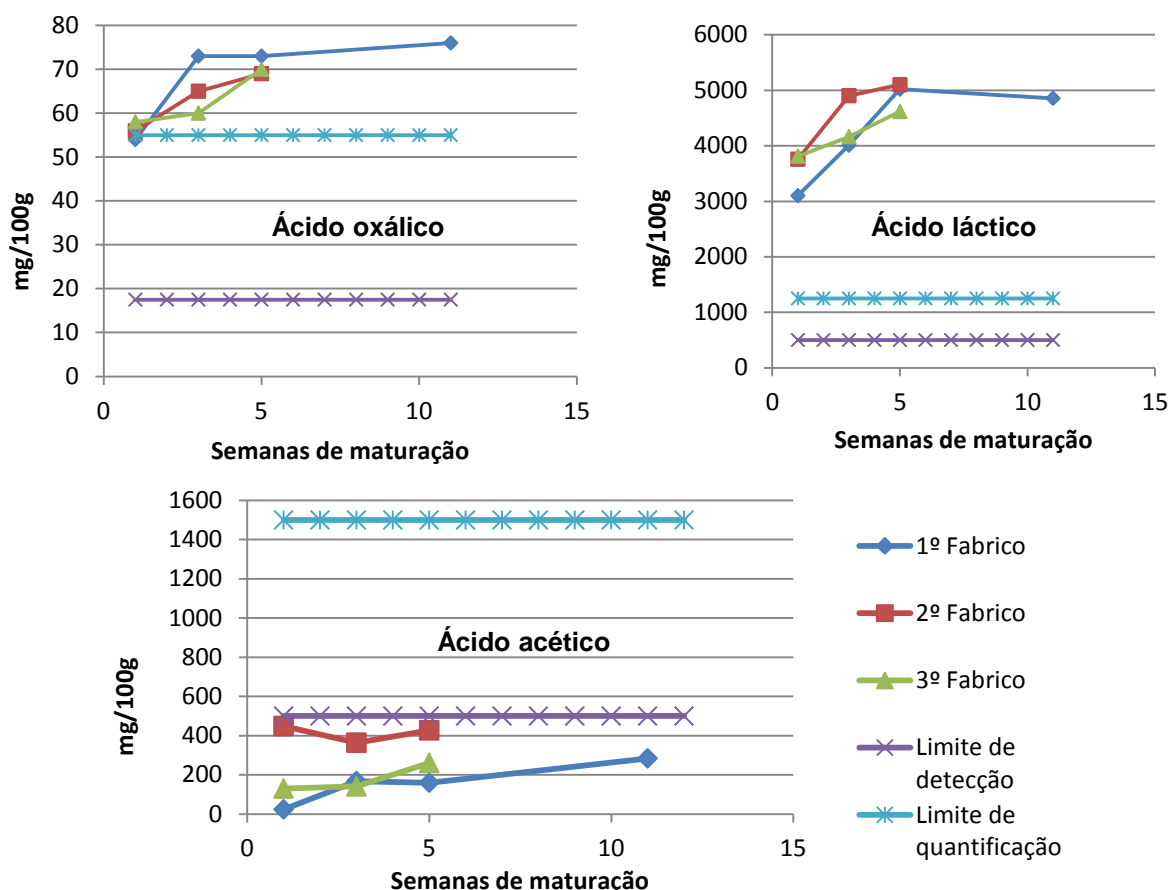 80
70
60
50
40
30
20
10
0
mg/100g
Ácido oxálico
0
5
10
15
Semanas de maturação
6000
5000
4000
3000
2000
1000
0
mg/100g
Ácido láctico
0
5
10
15
Semanas de maturação
1600
1400
1200
1000
800
600
400
200
0
mg/100g
Ácido acético
0
5
10
15
Semanas de maturação
1º Fabrico
2º Fabrico
3º Fabrico
Limite de
detecção
Limite de
quantificação